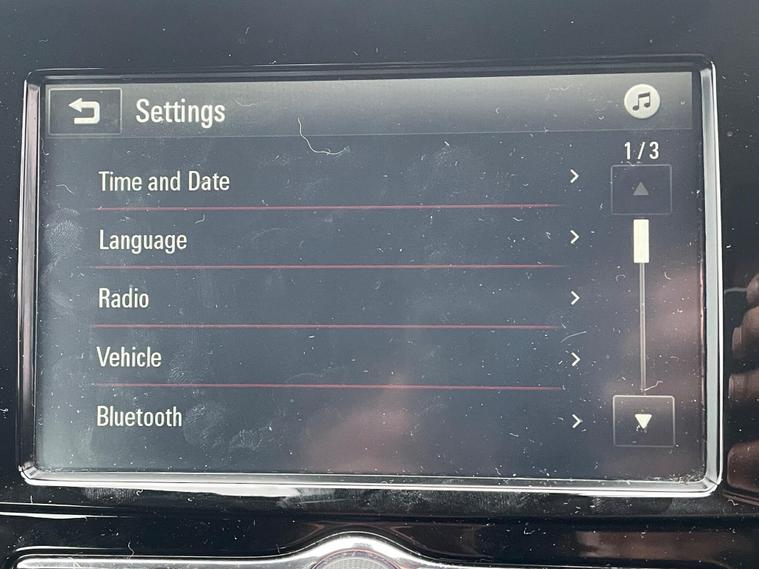 Settings
1/3
Time and Date
Language
Radio
Vehicle
Bluetooth